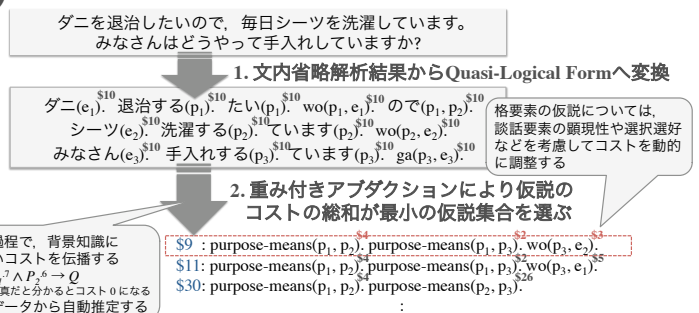 ダニを退治したいので，毎日シーツを洗濯しています。
みなさんはどうやって手入れしていますか?
1. 文内省略解析結果からQuasi-Logical Formへ変換
ダニ(e1).$10 退治する(p1).$10 たい(p1).$10 wo(p1, e1).$10 ので(p1, p2).$10
シーツ(e2).$10 洗濯する(p2).$10 ています(p2).$10 wo(p2, e2).$10
みなさん(e3).$10 手入れする(p3).$10 ています(p3).$10 ga(p3, e3).$10
格要素の仮説については，
談話要素の顕現性や選択選好
などを考慮してコストを動的
に調整する
2. 重み付きアブダクションにより仮説の
コストの総和が最小の仮説集合を選ぶ
過程で，背景知識に
いコストを伝播する
.7 ∧ P2.6 → Q
真だと分かるとコスト 0 になる
データから自動推定する
$9 : purpose-means(p1, p2).$4 purpose-means(p1, p3).$2 wo(p3, e2).$3
$11: purpose-means(p1, p2).$4 purpose-means(p1, p3).$2 wo(p3, e1).$5
$30: purpose-means(p1, p2).$4 purpose-means(p2, p3).$26
: